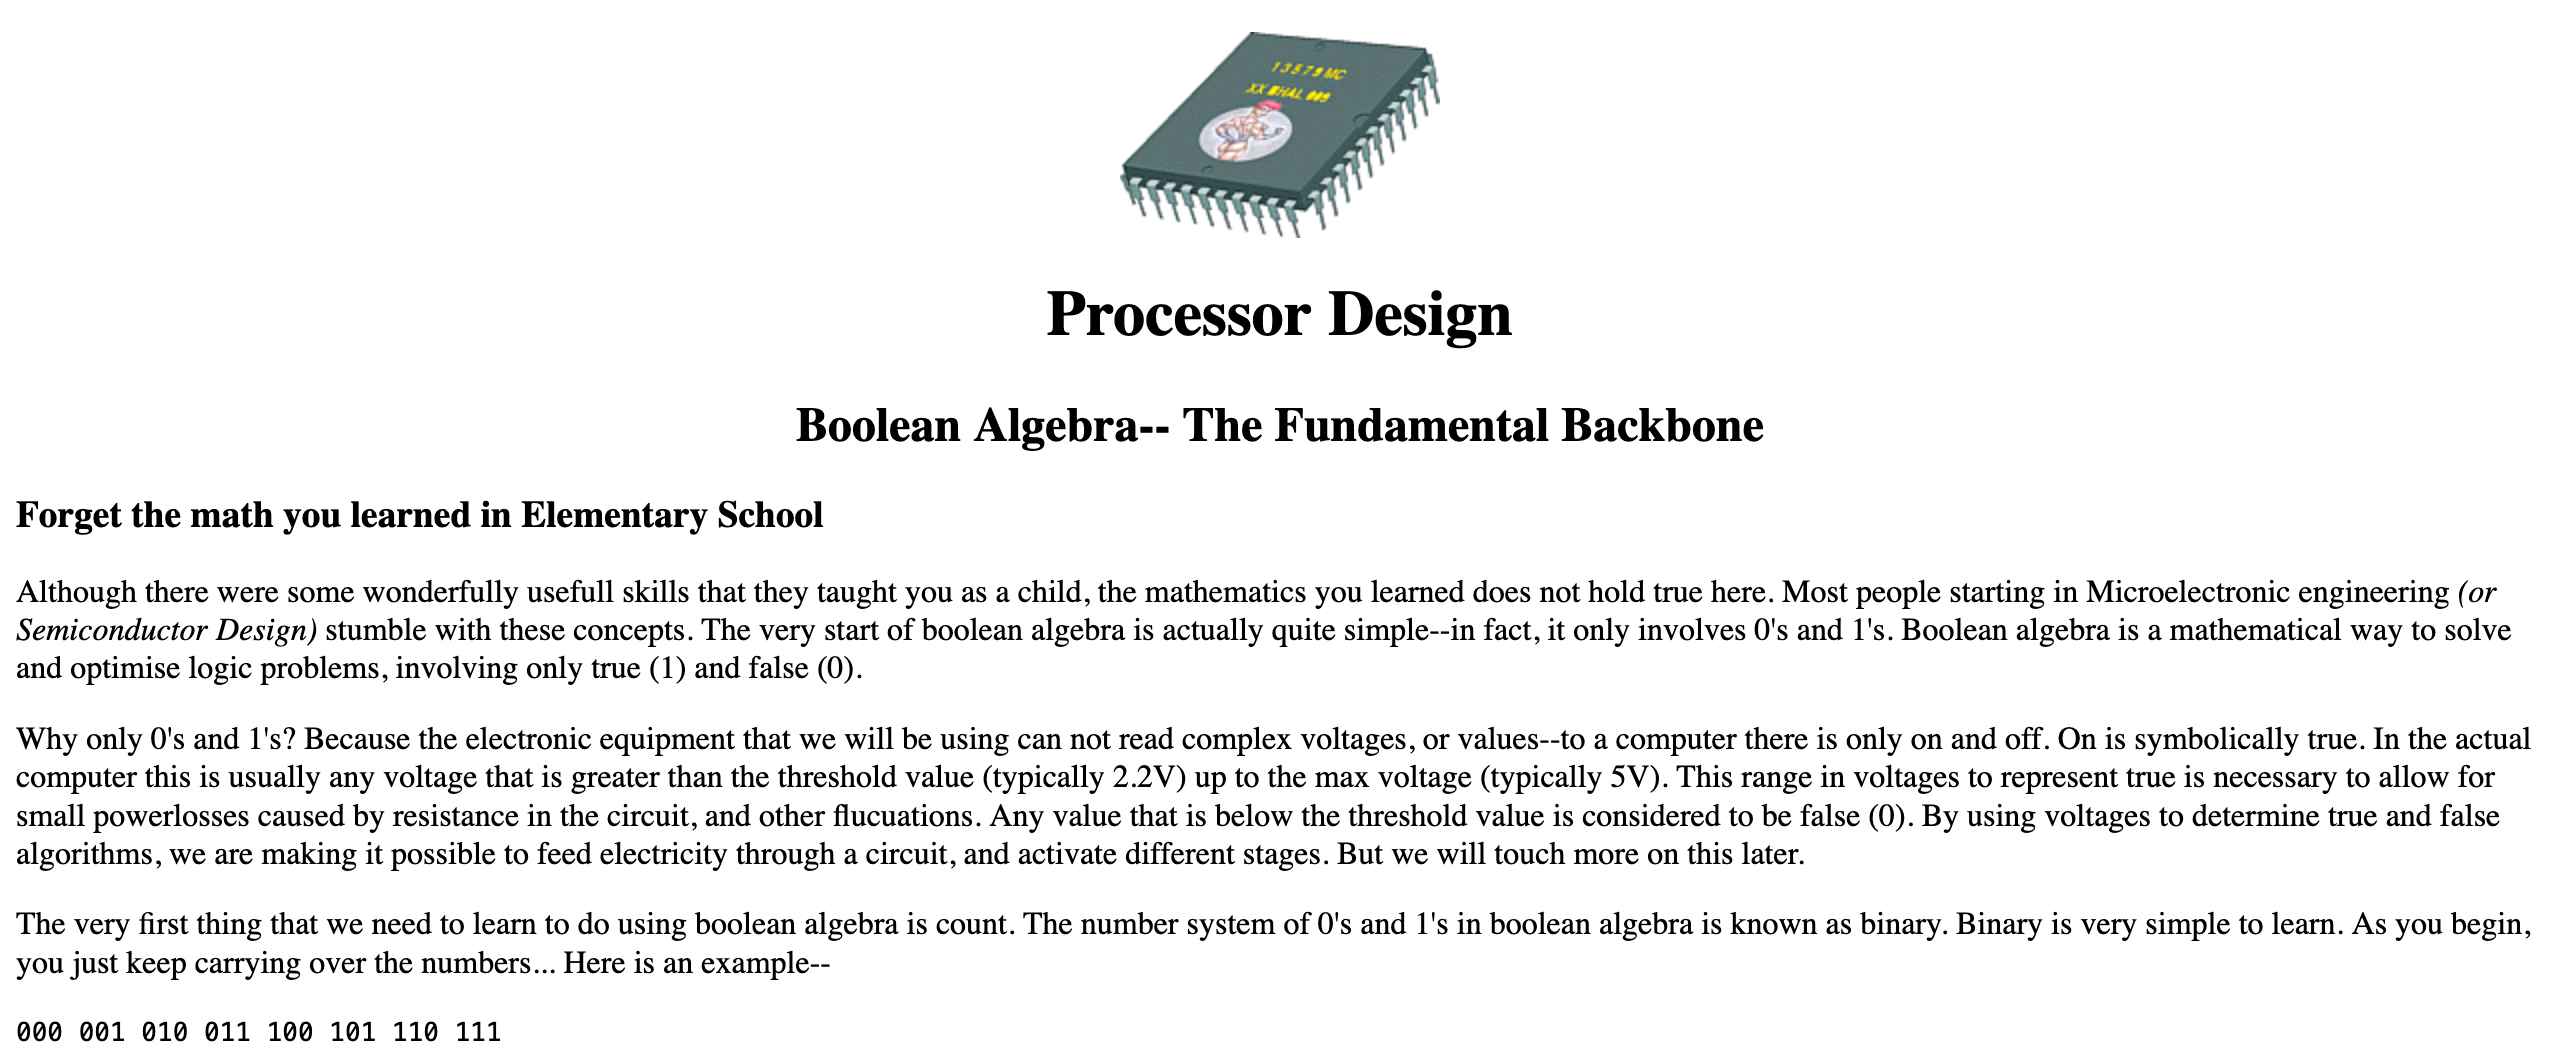 13579 MC
XX HAL 009
Processor Design
Boolean Algebra-- The Fundamental Backbone
Forget the math you learned in Elementary School
Although there were some wonderfully usefull skills that they taught you as a child, the mathematics you learned does not hold true here. Most people starting in Microelectronic engineering (or
Semiconductor Design) stumble with these concepts. The very start of boolean algebra is actually quite simple--in fact, it only involves 0's and 1's. Boolean algebra is a mathematical way to solve
and optimise logic problems, involving only true (1) and false (0).
Why only 0's and 1's? Because the electronic equipment that we will be using can not read complex voltages, or values--to a computer there is only on and off. On is symbolically true. In the actual
computer this is usually any voltage that is greater than the threshold value (typically 2.2V) up to the max voltage (typically 5V). This range in voltages to represent true is necessary to allow for
small powerlosses caused by resistance in the circuit, and other flucuations. Any value that is below the threshold value is considered to be false (0). By using voltages to determine true and false
algorithms, we are making it possible to feed electricity through a circuit, and activate different stages. But we will touch more on this later.
The very first thing that we need to learn to do using boolean algebra is count. The number system of 0's and 1's in boolean algebra is known as binary. Binary is very simple to learn. As you begin,
you just keep carrying over the numbers... Here is an example--
000 001 010 011 100 101 110 111